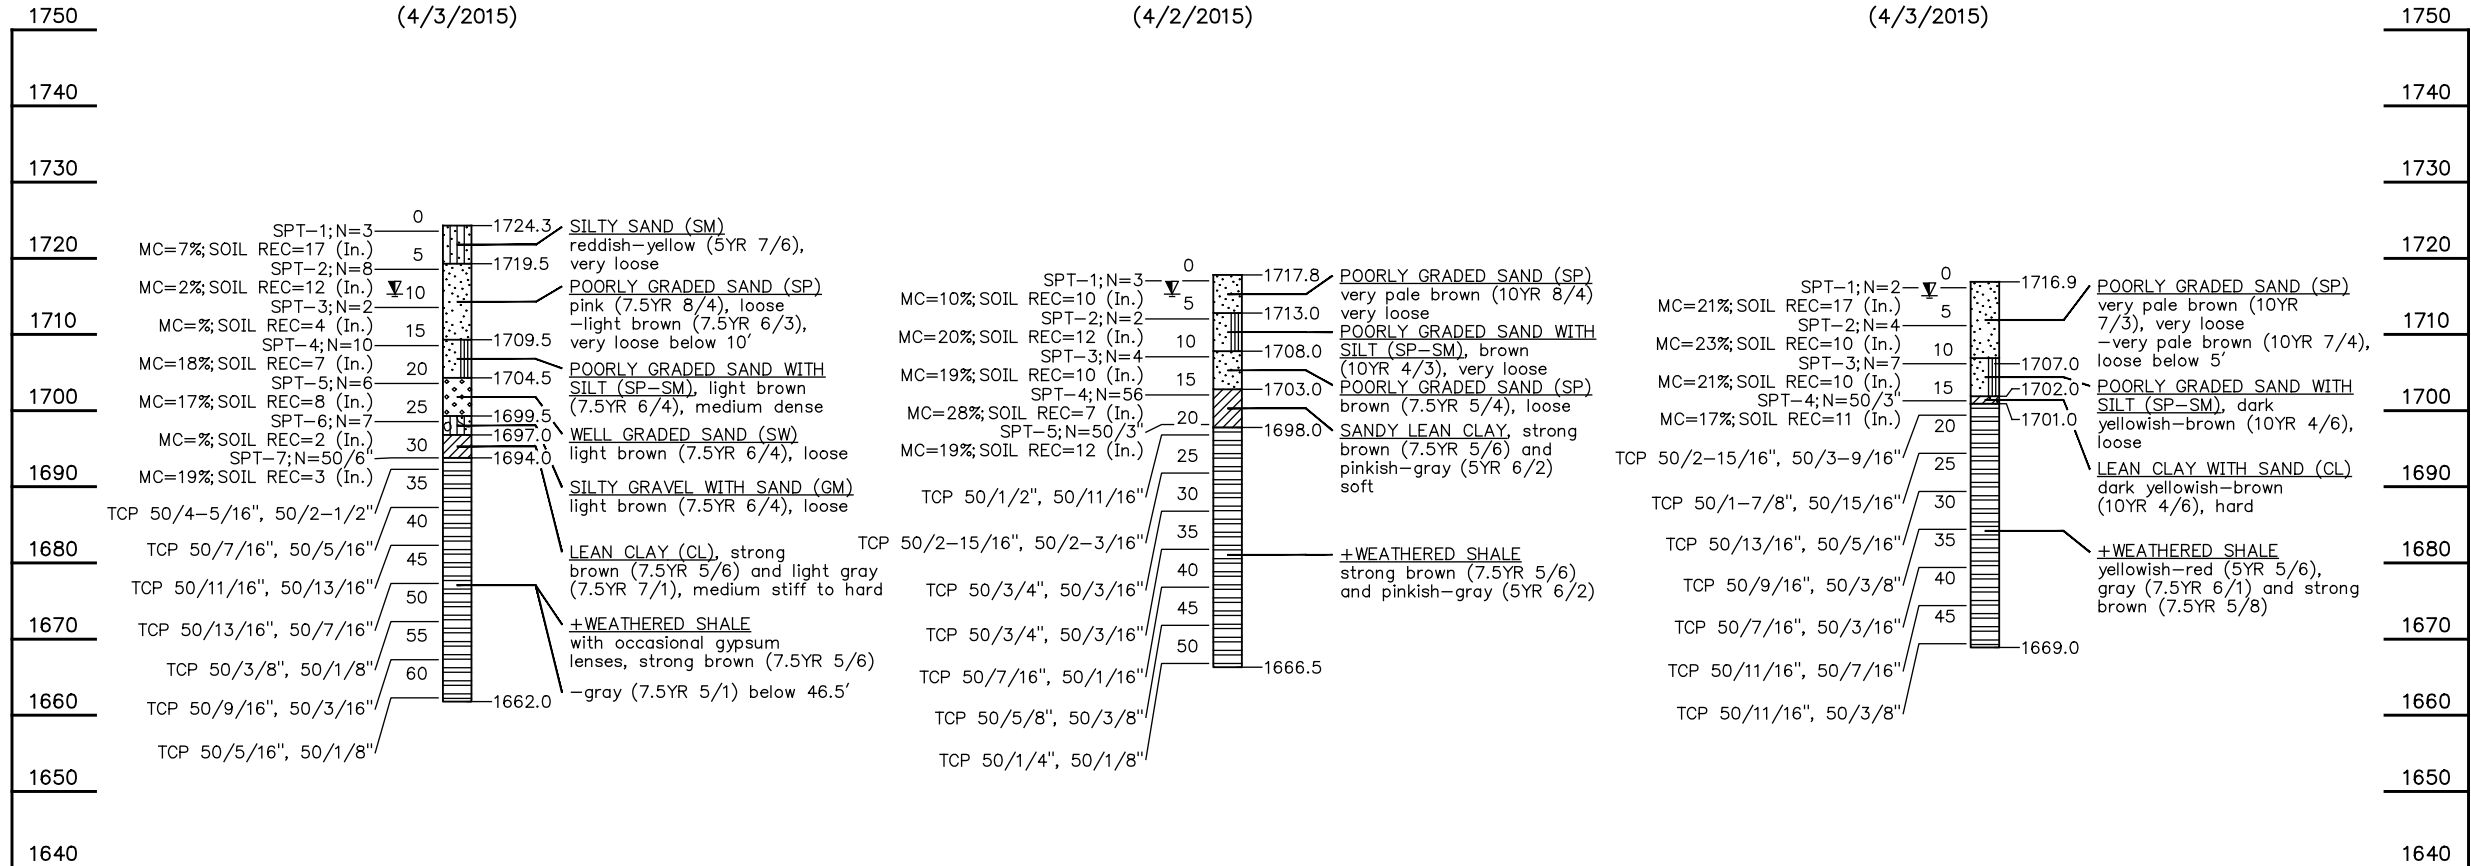 1750
1740
1730
1720
1710
1700
1690
1680
1670
1660
1650
1640
(4/3/2015)
SPT-1;N=3
MC=7%;SOIL REC=17 (In.)
SPT-2;N=8
MC=2%;SOIL REC=12 (In.)
SPT-3;N=2
MC=%;SOIL REC=4 (In.)
SPT-4;N=10
MC=18%;SOIL REC=7 (In.)
SPT-5;N=6
MC=17%;SOIL REC=8 (In.)
SPT-6;N=7
MC=%;SOIL REC=2 (In.)
SPT-7;N=50/6"
MC=19%;SOIL REC=3 (In.)
TCP 50/4-5/16", 50/2-1/2"
TCP 50/7/16", 50/5/16"
TCP 50/11/16", 50/13/16"
TCP 50/13/16", 50/7/16"
TCP 50/3/8", 50/1/8"
TCP 50/9/16", 50/3/16"
TCP 50/5/16", 50/1/8"
0
5
10
15
20
25
30
35
40
45
50
55
60
1724.3
1719.5
1709.5
1704.5
1699.5
1697.0
1694.0
1662.0
SILTY SAND (SM)
reddish-yellow (5YR 7/6),
very loose
POORLY GRADED SAND (SP)
pink (7.5YR 8/4), loose
-light brown (7.5YR 6/3),
very loose below 10'
POORLY GRADED SAND WITH
SILT (SP-SM), light brown
(7.5YR 6/4), medium dense
WELL GRADED SAND (SW)
light brown (7.5YR 6/4), loose
SILTY GRAVEL WITH SAND (GM)
light brown (7.5YR 6/4), loose
LEAN CLAY (CL), strong
brown (7.5YR 5/6) and light gray
(7.5YR 7/1), medium stiff to hard
+WEATHERED SHALE
with occasional gypsum
lenses, strong brown (7.5YR 5/6)
-gray (7.5YR 5/1) below 46.5'
(4/2/2015)
SPT-1;N=3
MC=10%;SOIL REC=10 (In.)
SPT-2;N=2
MC=20%;SOIL REC=12 (In.)
SPT-3;N=4
MC=19%;SOIL REC=10 (In.)
SPT-4;N=56
MC=28%;SOIL REC=7 (In.)
SPT-5;N=50/3"
MC=19%;SOIL REC=12 (In.)
TCP 50/1/2", 50/11/16"
TCP 50/2-15/16", 50/2-3/16"
TCP 50/3/4", 50/3/16"
TCP 50/3/4", 50/3/16"
TCP 50/7/16", 50/1/16"
TCP 50/5/8", 50/3/8"
TCP 50/1/4", 50/1/8"
0
5
10
15
20
25
30
35
40
45
50
1717.8
1713.0
1708.0
1703.0
1698.0
1666.5
POORLY GRADED SAND (SP)
very pale brown (10YR 8/4)
very loose
POORLY GRADED SAND WITH
SILT (SP-SM), brown
(10YR 4/3), very loose
POORLY GRADED SAND (SP)
brown (7.5YR 5/4), loose
SANDY LEAN CLAY, strong
brown (7.5YR 5/6) and
pinkish-gray (5YR 6/2)
soft
+WEATHERED SHALE
strong brown (7.5YR 5/6)
and pinkish-gray (5YR 6/2)
(4/3/2015)
SPT-1;N=2
MC=21%;SOIL REC=17 (In.)
SPT-2;N=4
MC=23%;SOIL REC=10 (In.)
SPT-3;N=7
MC=21%;SOIL REC=10 (In.)
SPT-4;N=50/3"
MC=17%;SOIL REC=11 (In.)
TCP 50/2-15/16", 50/3-9/16"
TCP 50/1-7/8", 50/15/16"
TCP 50/13/16", 50/5/16"
TCP 50/9/16", 50/3/8"
TCP 50/7/16", 50/3/16"
TCP 50/11/16", 50/7/16"
TCP 50/11/16", 50/3/8"
0
5
10
15
20
25
30
35
40
45
1716.9
1707.0
1702.0
1701.0
1669.0
POORLY GRADED SAND (SP)
very pale brown (10YR
7/3), very loose
-very pale brown (10YR 7/4),
loose below 5'
POORLY GRADED SAND WITH
SILT (SP-SM), dark
yellowish-brown (10YR 4/6),
loose
LEAN CLAY WITH SAND (CL)
dark yellowish-brown
(10YR 4/6), hard
+WEATHERED SHALE
yellowish-red (5YR 5/6),
gray (7.5YR 6/1) and strong
brown (7.5YR 5/8)
1750
1740
1730
1720
1710
1700
1690
1680
1670
1660
1650
1640